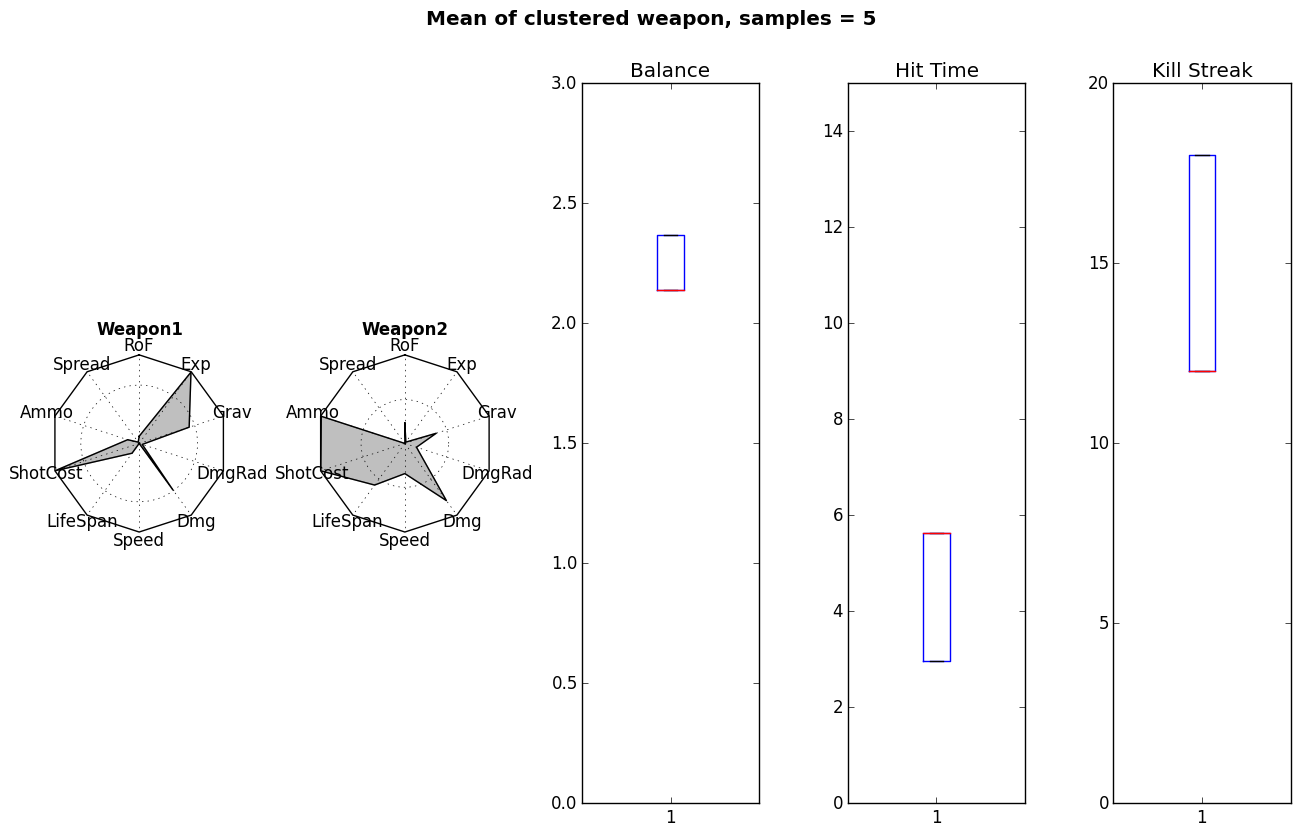 Mean of clustered weapon, samples = 5
Weapon1
RoF
Spread
Exp
Ammo
Grav
ShotCost
DmgRad
LifeSpan
Dmg
Speed
Weapon2
RoF
Spread
Exp
Ammo
Grav
ShotCost
DmgRad
LifeSpan
Dmg
Speed
Balance
3.0
2.5
2.0
1.5
1.0
0.5
0.0
1
Hit Time
14
12
10
8
6
4
2
0
1
Kill Streak
20
15
10
5
0
1